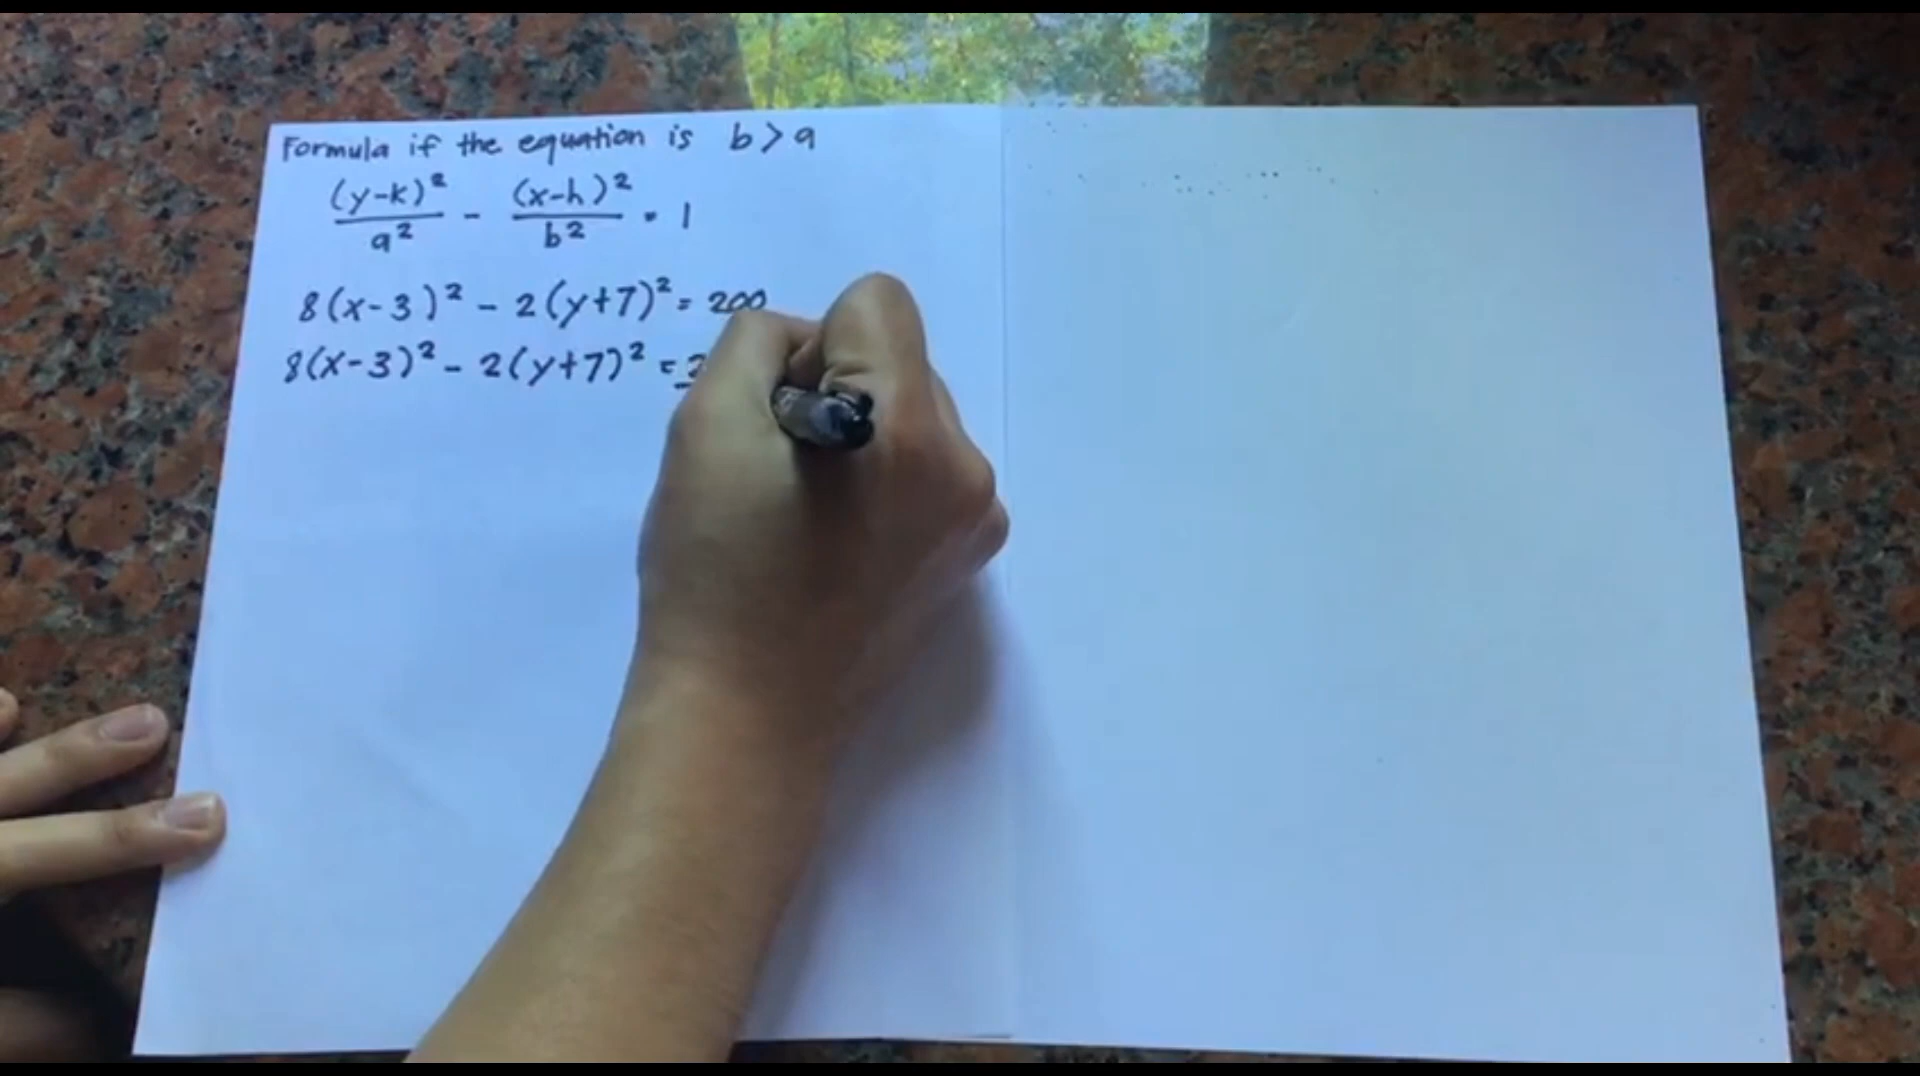 Formula if the equation is b > a
(y-k)² / a² - (x-h)² / b² = 1
8(x-3)² - 2(y+7)² = 200
8(x-3)² - 2(y+7)² = 2